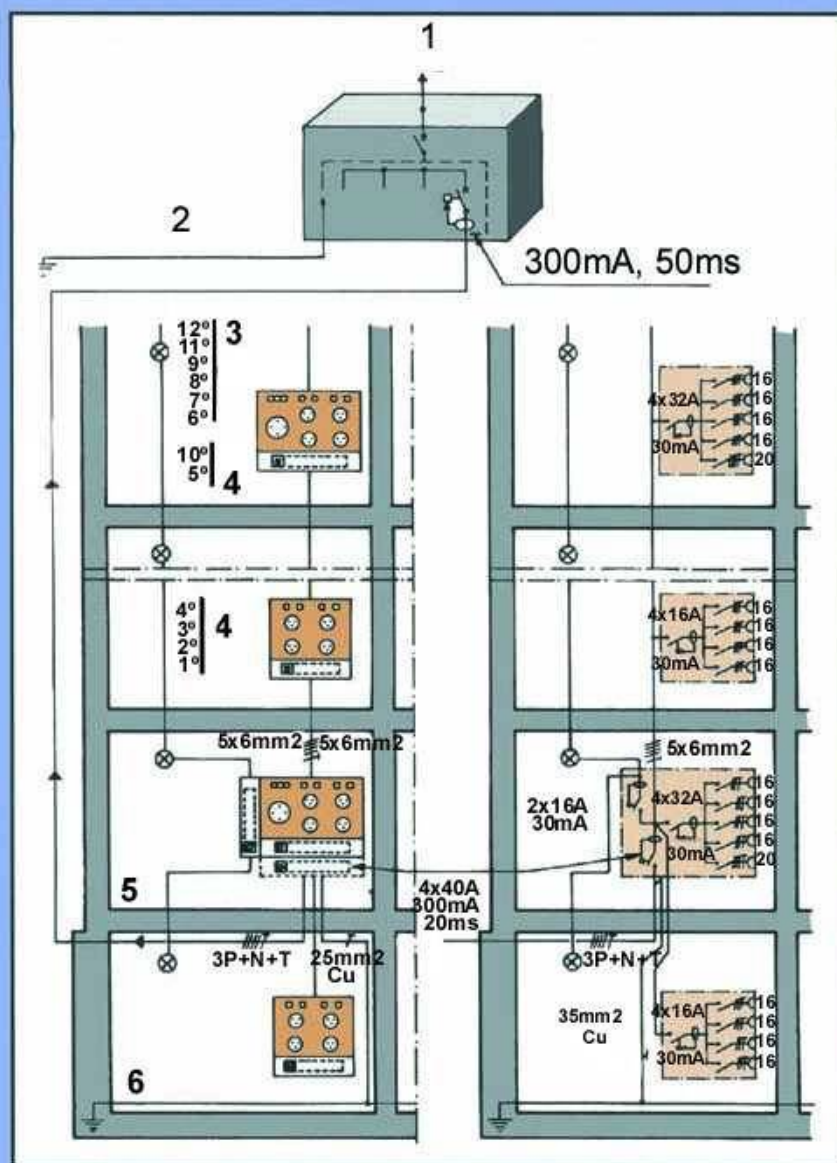 1
2
300mA, 50ms
12º
11º
9º
8º
7º
6º
3
10º
5º
4
4x32A
30mA
16
16
16
16
20
4º
3º
2º
1º
4
4x16A
30mA
16
16
16
16
5x6mm2
5x6mm2
5x6mm2
2x16A
30mA
4x32A
30mA
16
16
16
16
20
5
4x40A
300mA
20ms
3P+N+T
25mm2
Cu
3P+N+T
35mm2
Cu
4x16A
30mA
16
16
16
16
6